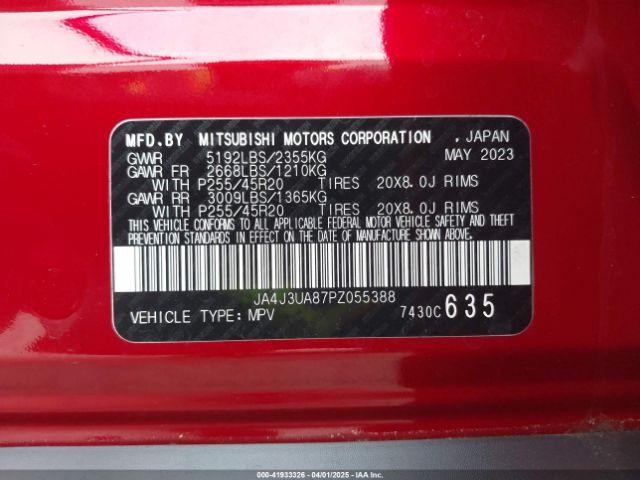 MFD.BY MITSUBISHI MOTORS CORPORATION , JAPAN
GVWR 5192LBS/2355KG MAY 2023
GAWR FR 2668LBS/1210KG
WITH P255/45R20 TIRES 20X8.0J RIMS
GAWR RR 3009LBS/1365KG
WITH P255/45R20 TIRES 20X8.0J RIMS
THIS VEHICLE CONFORMS TO ALL APPLICABLE FEDERAL MOTOR VEHICLE SAFETY AND THEFT
PREVENTION STANDARDS IN EFFECT ON THE DATE OF MANUFACTURE SHOWN ABOVE.
JA4J3UA87PZ055388
VEHICLE TYPE:MPV 7430C 635
00-41933326 - 04/01/2025 - IAA Inc.